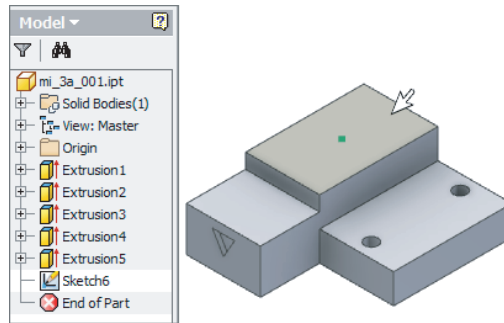 Model
?
mi_3a_001.ipt
Solid Bodies(1)
View: Master
Origin
Extrusion1
Extrusion2
Extrusion3
Extrusion4
Extrusion5
Sketch6
End of Part